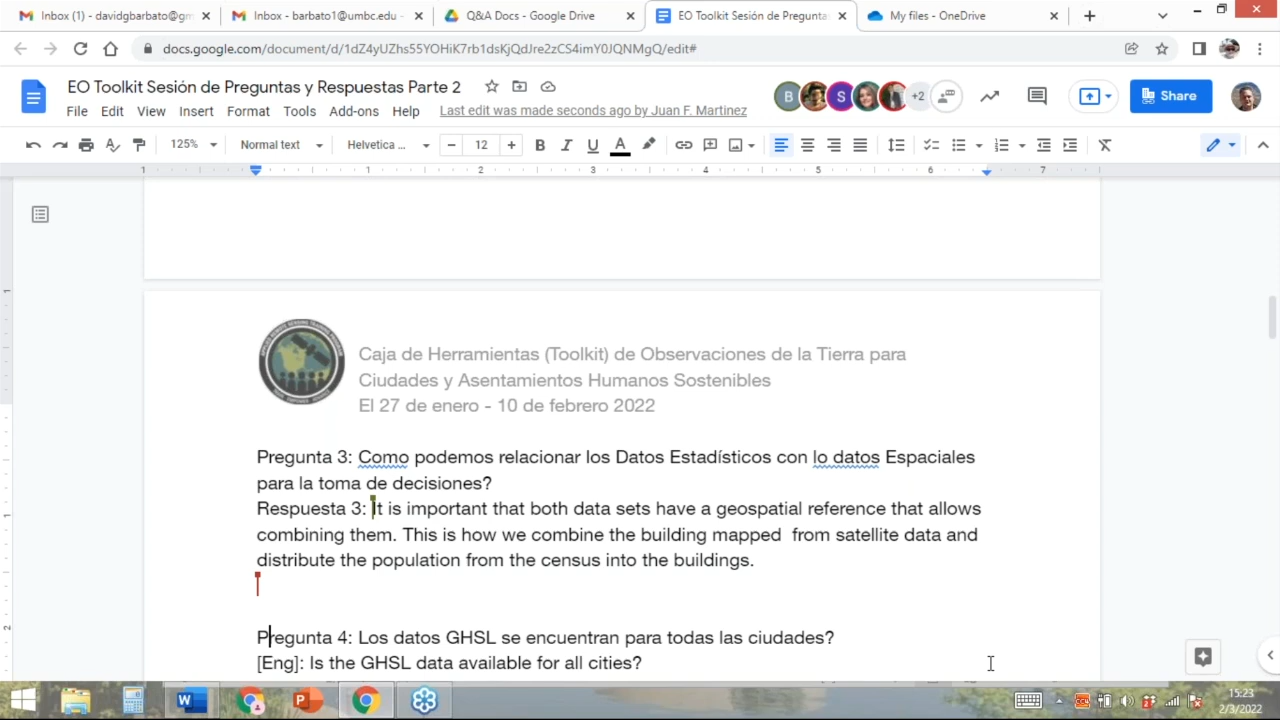 Inbox (1) - davidgbarbato@gm
Inbox - barbato1@umbc.edu -
Q&A Docs - Google Drive
EO Toolkit Sesión de Pregunta
My files - OneDrive
docs.google.com/document/d/1dZ4yUZhs55YOHiK7rb1dsKjQdJre2zCS4imY0JQNMgQ/edit#
EO Toolkit Sesión de Preguntas y Respuestas Parte 2
B
S
+2
Share
File Edit View Insert Format Tools Add-ons Help
Last edit was made seconds ago by Juan F. Martinez
125%
Normal text
Helvetica ...
12
1 1 2 3 4 5 6 7
Caja de Herramientas (Toolkit) de Observaciones de la Tierra para
Ciudades y Asentamientos Humanos Sostenibles
El 27 de enero - 10 de febrero 2022
Pregunta 3: Como podemos relacionar los Datos Estadísticos con lo datos Espaciales
para la toma de decisiones?
Respuesta 3: It is important that both data sets have a geospatial reference that allows
combining them. This is how we combine the building mapped  from satellite data and
distribute the population from the census into the buildings.
Pregunta 4: Los datos GHSL se encuentran para todas las ciudades?
[Eng]: Is the GHSL data available for all cities?
15:23
2/3/2022